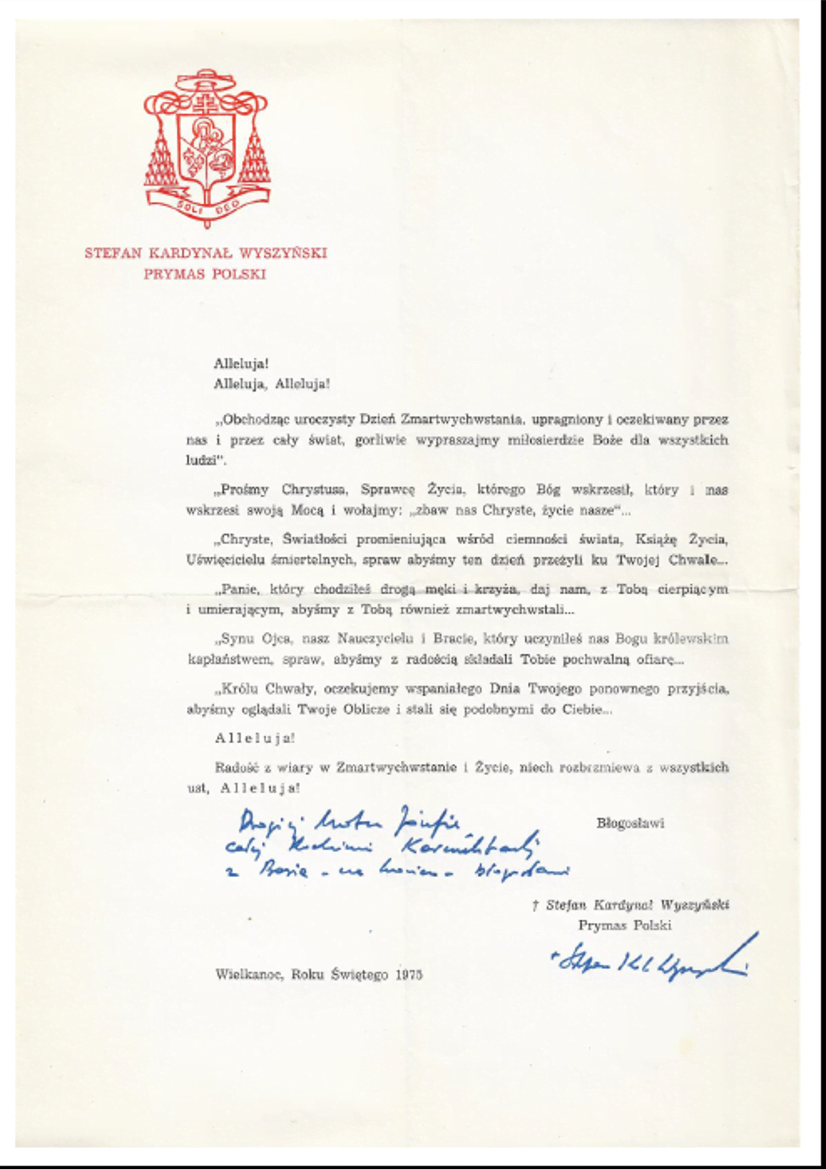 SOLI DEO
STEFAN KARDYNAŁ WYSZYŃSKI
PRYMAS POLSKI
Alleluja!
Alleluja, Alleluja!
„Obchodząc uroczysty Dzień Zmartwychwstania, upragniony i oczekiwany przez
nas i przez cały świat, gorliwie wypraszajmy miłosierdzie Boże dla wszystkich
ludzi".
„Prośmy Chrystusa, Sprawcę Życia, którego Bóg wskrzesił, który i nas
wskrzesi swoją Mocą i wołajmy: „zbaw nas Chryste, życie nasze"...
„Chryste, Światłości promieniująca wśród ciemności świata, Książę Życia,
Uświęcicielu śmiertelnych, spraw abyśmy ten dzień przeżyli ku Twojej Chwale...
„Panie, który chodziłeś drogą męki i krzyża, daj nam, z Tobą cierpiącym
i umierającym, abyśmy z Tobą również zmartwychwstali...
„Synu Ojca, nasz Nauczycielu i Bracie, który uczyniłeś nas Bogu królewskim
kapłaństwem, spraw, abyśmy z radością składali Tobie pochwalną ofiarę...
„Królu Chwały, oczekujemy wspaniałego Dnia Twojego ponownego przyjścia,
abyśmy oglądali Twoje Oblicze i stali się podobnymi do Ciebie...
Alleluja!
Radość z wiary w Zmartwychwstanie i Życie, niech rozbrzmiewa z wszystkich
ust, Alleluja!
Błogosławi
Drogiej Matce Józefie,
całej Rodzinie
z
† Stefan Kardynał Wyszyński
Prymas Polski
+ Stefan Kard. Wyszyński
Wielkanoc, Roku Świętego 1975